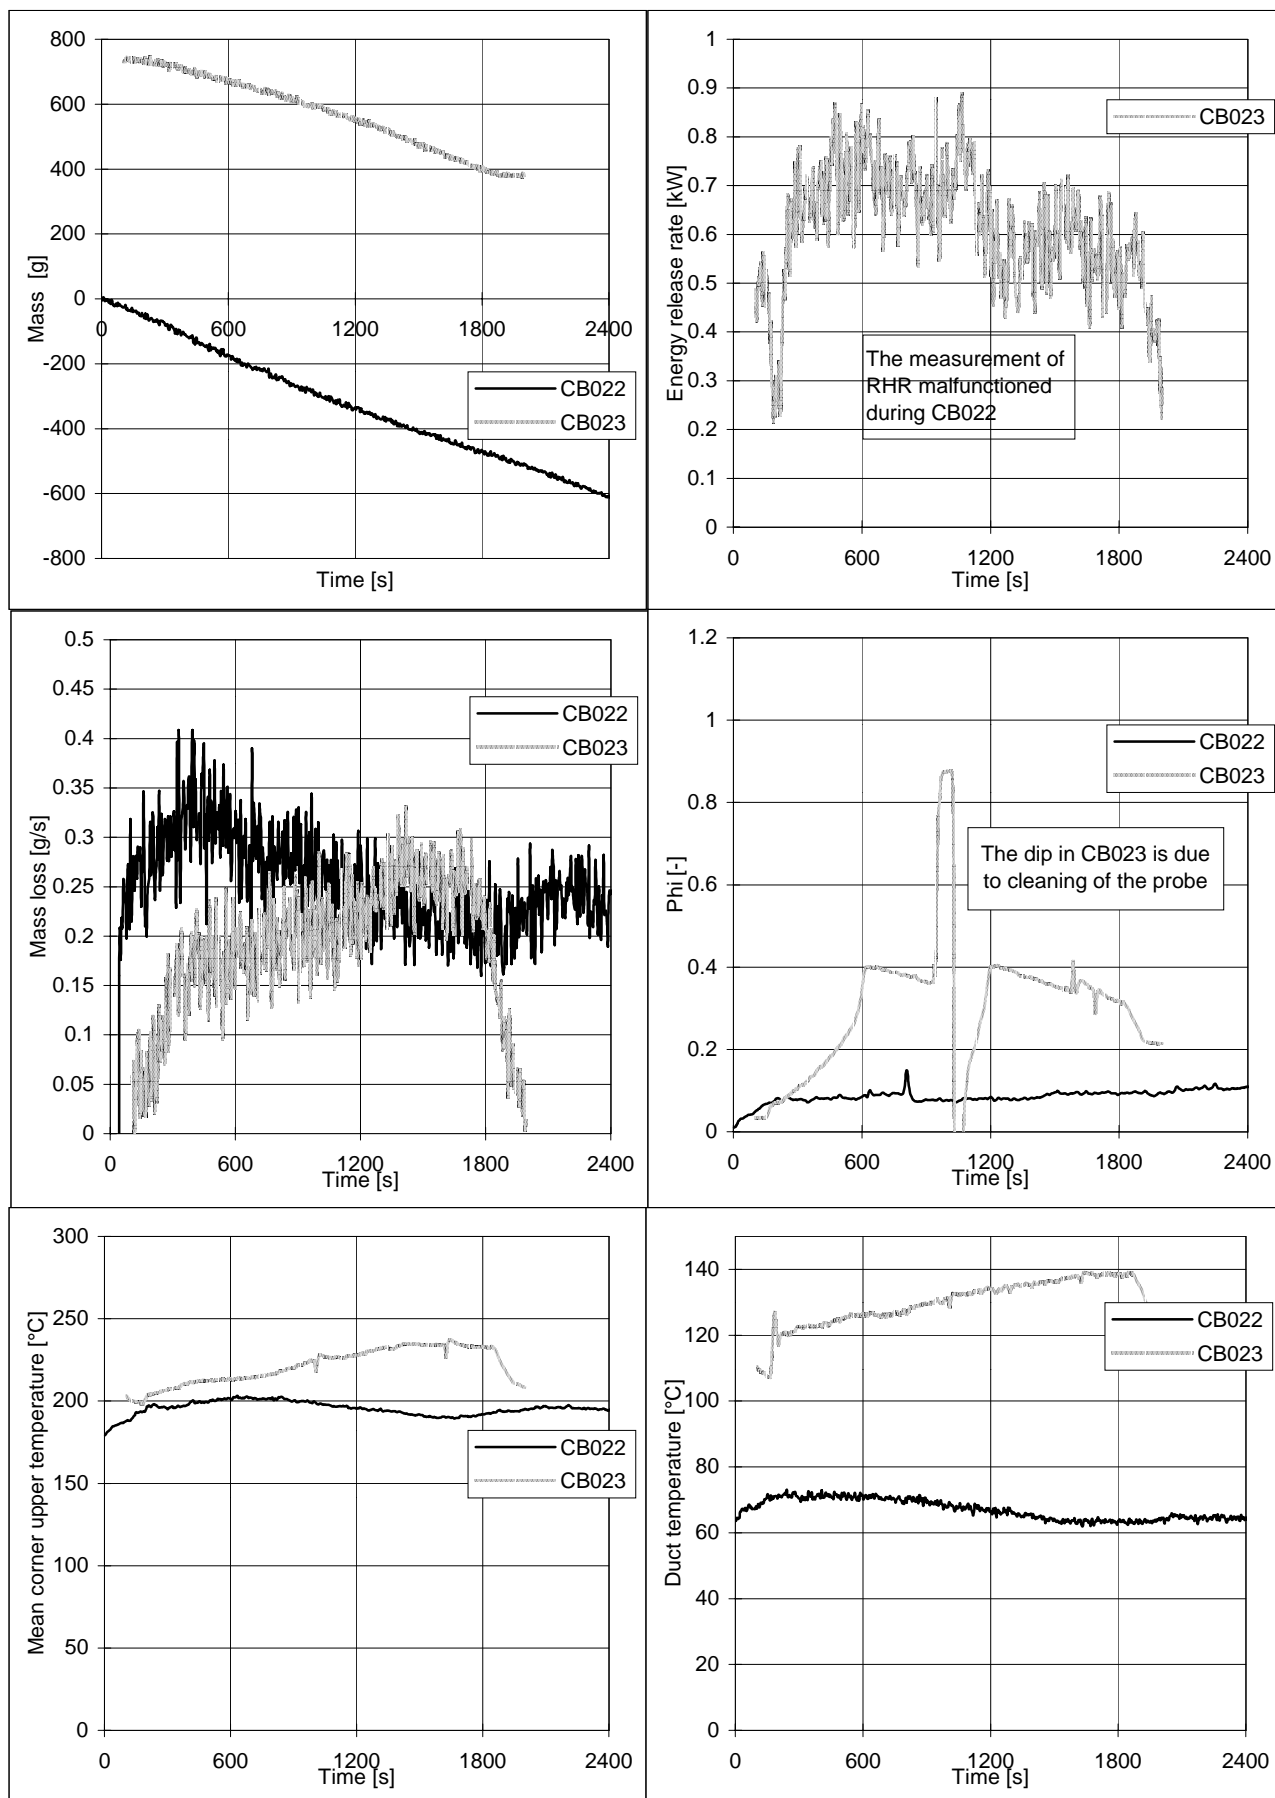 800
600
400
200
0
-200
-400
-600
-800
0
600
1200
1800
2400
Mass [g]
Time [s]
CB022
CB023
1
0.9
0.8
0.7
0.6
0.5
0.4
0.3
0.2
0.1
0
0
600
1200
1800
2400
Energy release rate [kW]
Time [s]
CB023
The measurement of
RHR malfunctioned
during CB022
0.5
0.45
0.4
0.35
0.3
0.25
0.2
0.15
0.1
0.05
0
0
600
1200
1800
2400
Mass loss [g/s]
Time [s]
CB022
CB023
1.2
1
0.8
0.6
0.4
0.2
0
0
600
1200
1800
2400
Phi [-]
Time [s]
CB022
CB023
The dip in CB023 is due
to cleaning of the probe
300
250
200
150
100
50
0
0
600
1200
1800
2400
Mean corner upper temperature [°C]
Time [s]
CB022
CB023
140
120
100
80
60
40
20
0
0
600
1200
1800
2400
Duct temperature [°C]
Time [s]
CB022
CB023